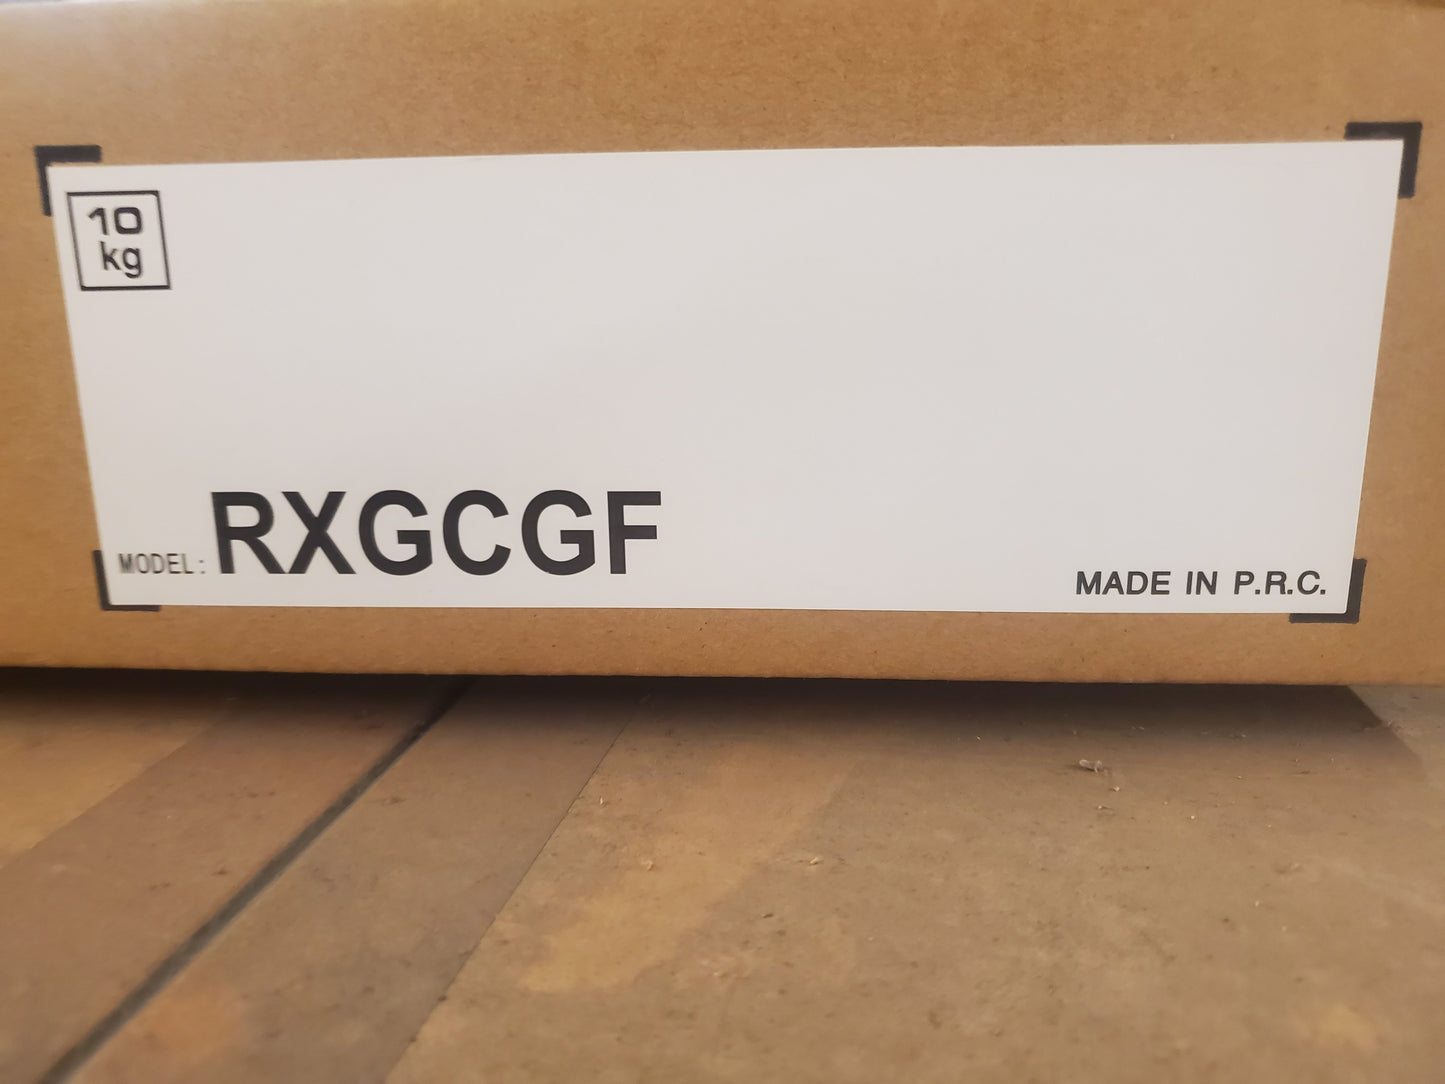 10
kg
MODEL: RXGCGF
MADE IN P.R.C.